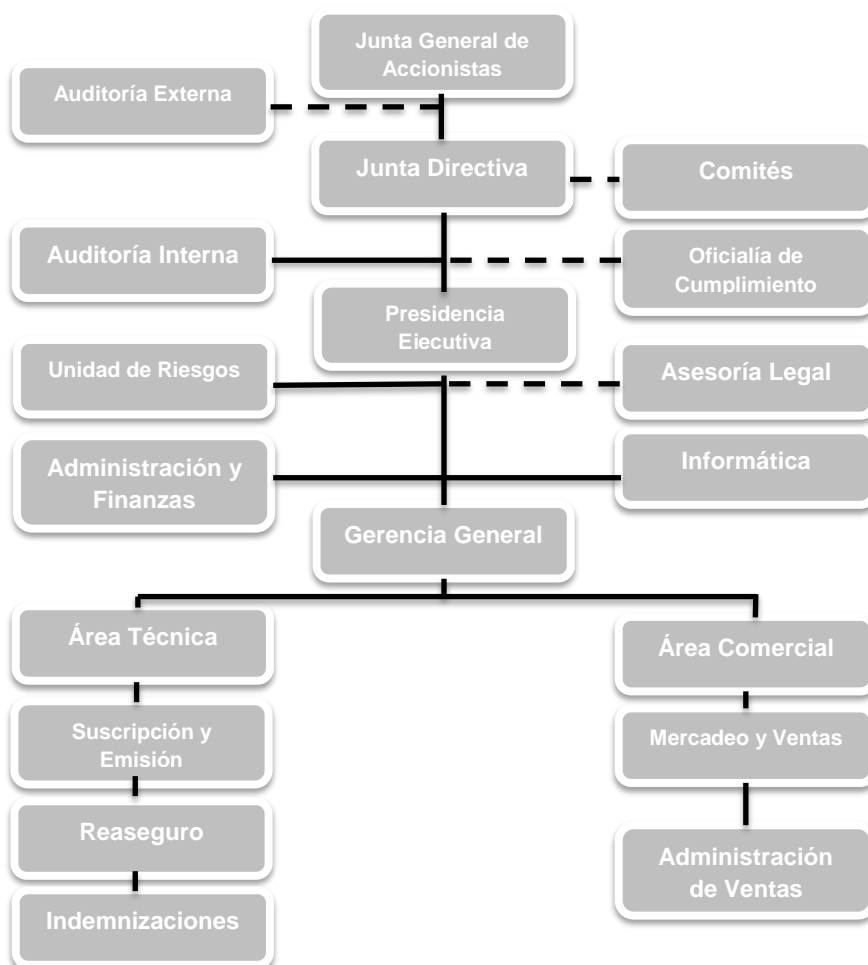 Junta General de
Accionistas
Auditoría Externa
Junta Directiva
Comités
Auditoría Interna
Oficialía de
Cumplimiento
Presidencia
Ejecutiva
Unidad de Riesgos
Asesoría Legal
Administración y
Finanzas
Informática
Gerencia General
Área Técnica
Área Comercial
Suscripción y
Emisión
Mercadeo y Ventas
Reaseguro
Administración
de Ventas
Indemnizaciones